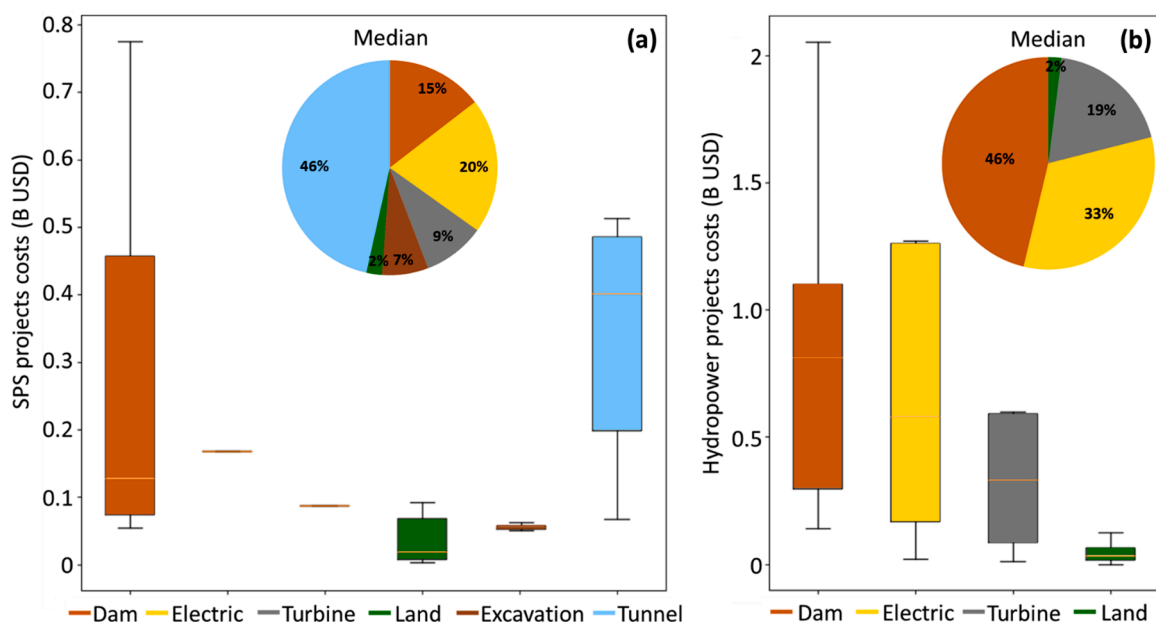 SPS projects costs (B USD)
0.8
0.7
0.6
0.5
0.4
0.3
0.2
0.1
0
Median
(a)
15%
46%
20%
9%
2%
7%
Dam
Electric
Turbine
Land
Excavation
Tunnel
Hydropower projects costs (B USD)
2
1.5
1.0
0.5
0
(b)
Median
2%
19%
46%
33%
Dam
Electric
Turbine
Land